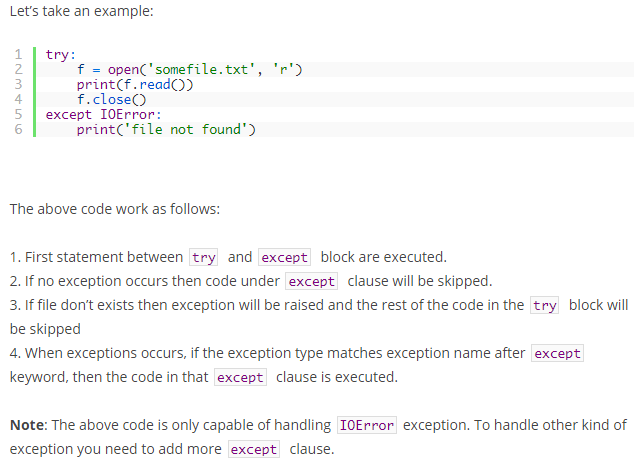 Let's take an example:
1 try:
2     f = open('somefile.txt', 'r')
3     print(f.read())
4     f.close()
5 except IOError:
6     print('file not found')
The above code work as follows:
1. First statement between try and except block are executed.
2. If no exception occurs then code under except clause will be skipped.
3. If file don't exists then exception will be raised and the rest of the code in the try block will
be skipped
4. When exceptions occurs, if the exception type matches exception name after except
keyword, then the code in that except clause is executed.
Note: The above code is only capable of handling IOError exception. To handle other kind of
exception you need to add more except clause.